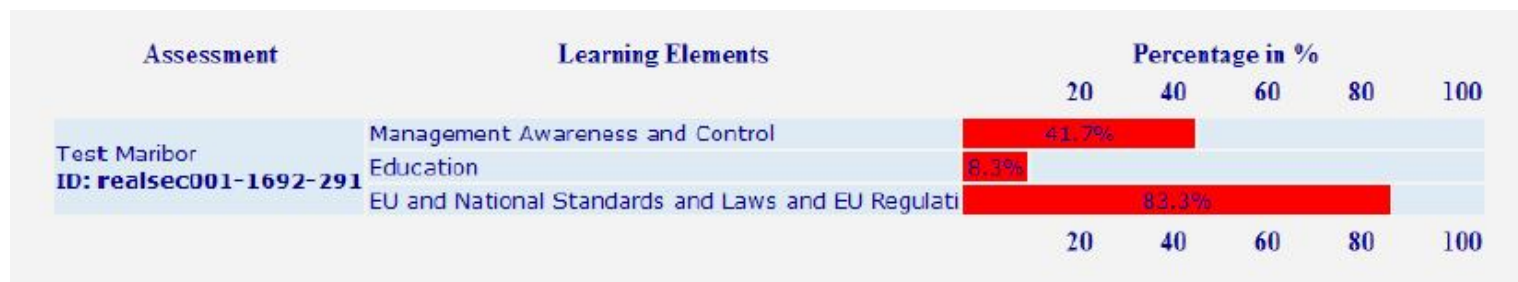 Assessment Learning Elements Percentage in %
20 40 60 80 100
Test Maribor
ID: realsec001-1692-291
Management Awareness and Control 41.7%
Education 8.3%
EU and National Standards and Laws and EU Regulati 83.3%
20 40 60 80 100